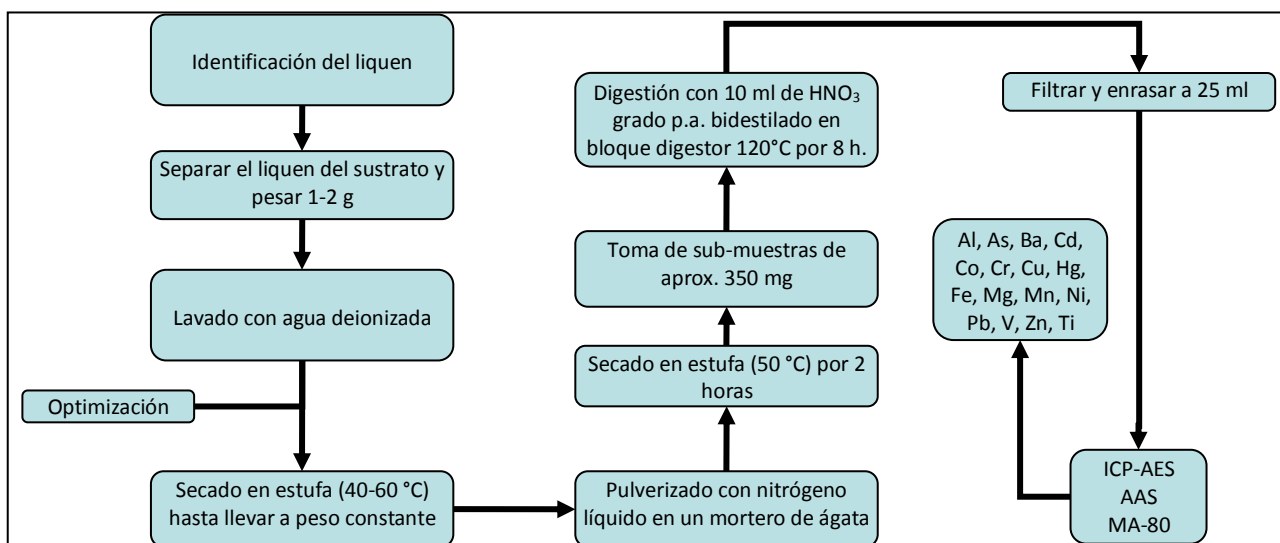 Identificación del liquen
Separar el liquen del sustrato y
pesar 1-2 g
Lavado con agua deionizada
Optimización
Secado en estufa (40-60 °C)
hasta llevar a peso constante
Pulverizado con nitrógeno
líquido en un mortero de ágata
Secado en estufa (50 °C) por 2
horas
Toma de sub-muestras de
aprox. 350 mg
Digestión con 10 ml de HNO₃
grado p.a. bidestilado en
bloque digestor 120°C por 8 h.
Filtrar y enrasar a 25 ml
ICP-AES
AAS
MA-80
Al, As, Ba, Cd,
Co, Cr, Cu, Hg,
Fe, Mg, Mn, Ni,
Pb, V, Zn, Ti